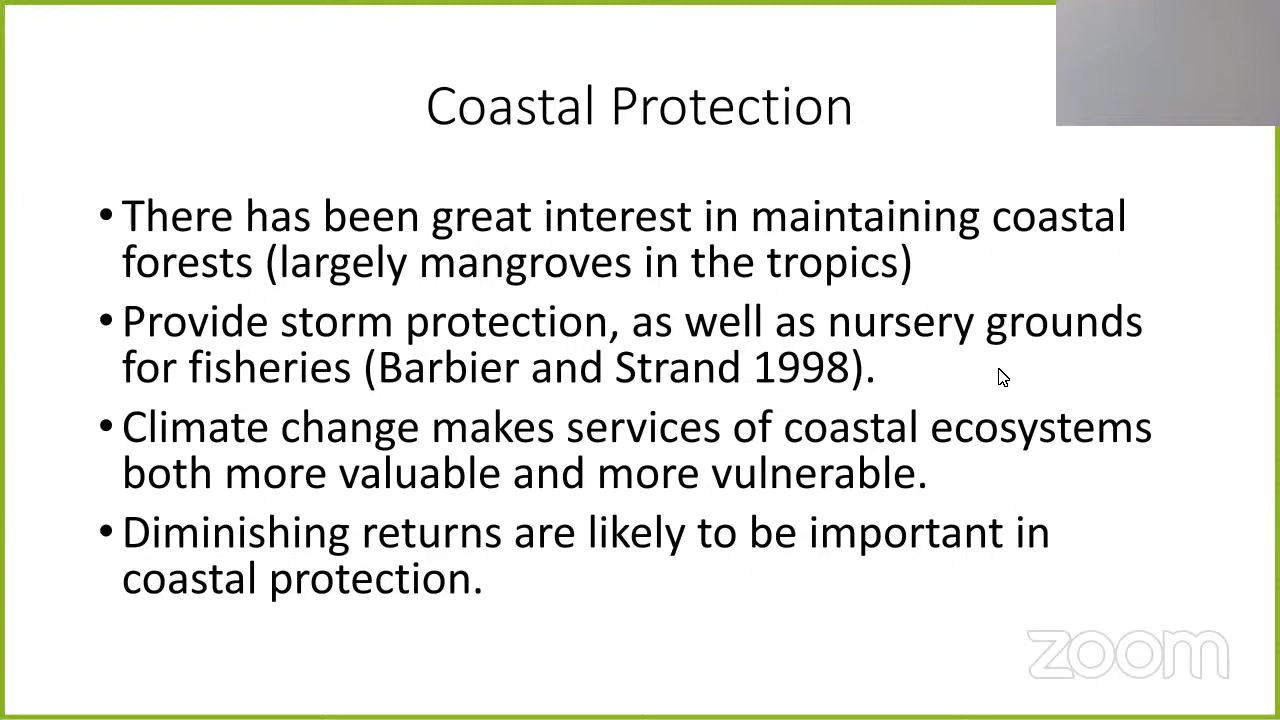 Coastal Protection
• There has been great interest in maintaining coastal
forests (largely mangroves in the tropics)
• Provide storm protection, as well as nursery grounds
for fisheries (Barbier and Strand 1998).
• Climate change makes services of coastal ecosystems
both more valuable and more vulnerable.
• Diminishing returns are likely to be important in
coastal protection.
zoom